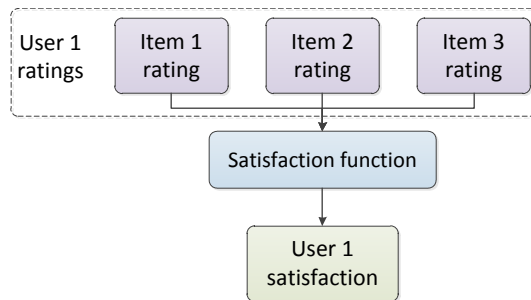 User 1
ratings
Item 1
rating
Item 2
rating
Item 3
rating
Satisfaction function
User 1
satisfaction